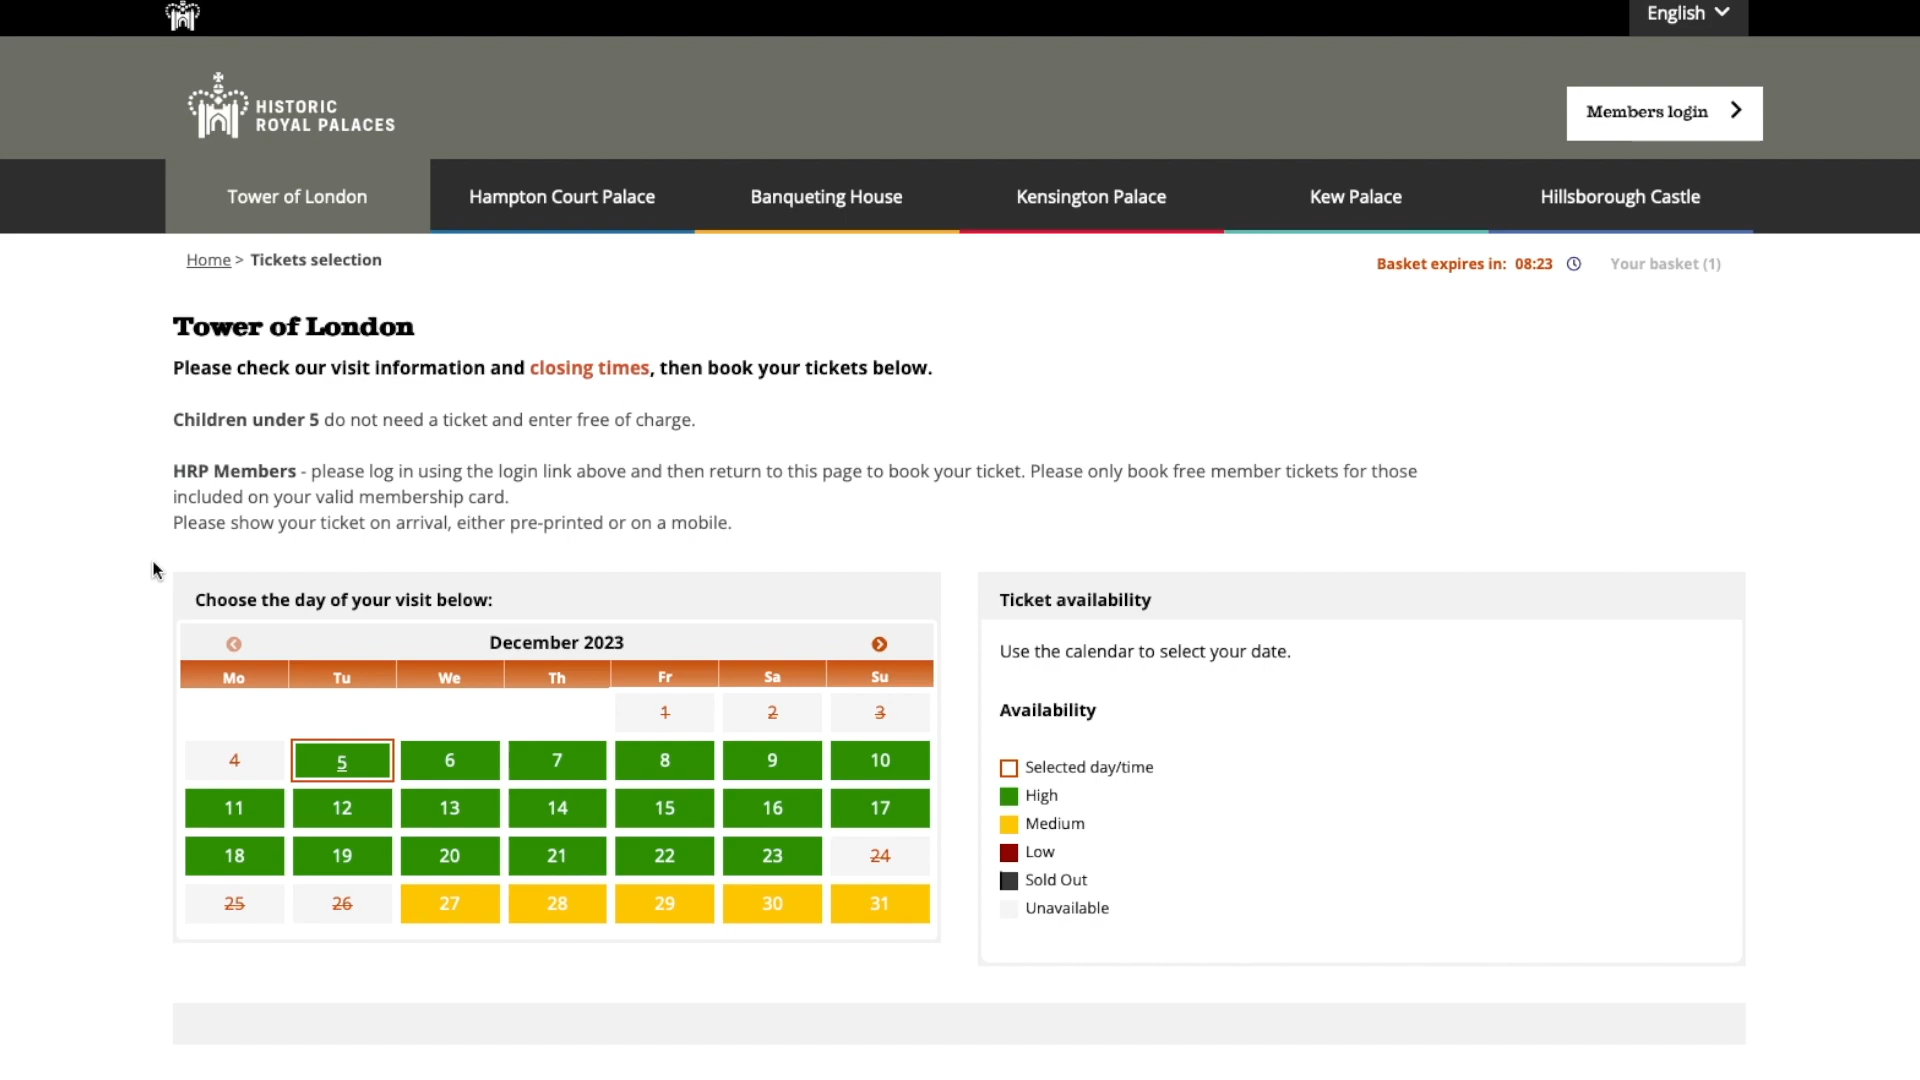 English
HISTORIC
ROYAL PALACES
Members login
Tower of London Hampton Court Palace Banqueting House Kensington Palace Kew Palace Hillsborough Castle
Home > Tickets selection
Basket expires in: 08:23 Your basket (1)
Tower of London
Please check our visit information and closing times, then book your tickets below.
Children under 5 do not need a ticket and enter free of charge.
HRP Members - please log in using the login link above and then return to this page to book your ticket. Please only book free member tickets for those
included on your valid membership card.
Please show your ticket on arrival, either pre-printed or on a mobile.
Choose the day of your visit below:
December 2023
Mo Tu We Th Fr Sa Su
1 2 3
4 5 6 7 8 9 10
11 12 13 14 15 16 17
18 19 20 21 22 23 24
25 26 27 28 29 30 31
Ticket availability
Use the calendar to select your date.
Availability
Selected day/time
High
Medium
Low
Sold Out
Unavailable